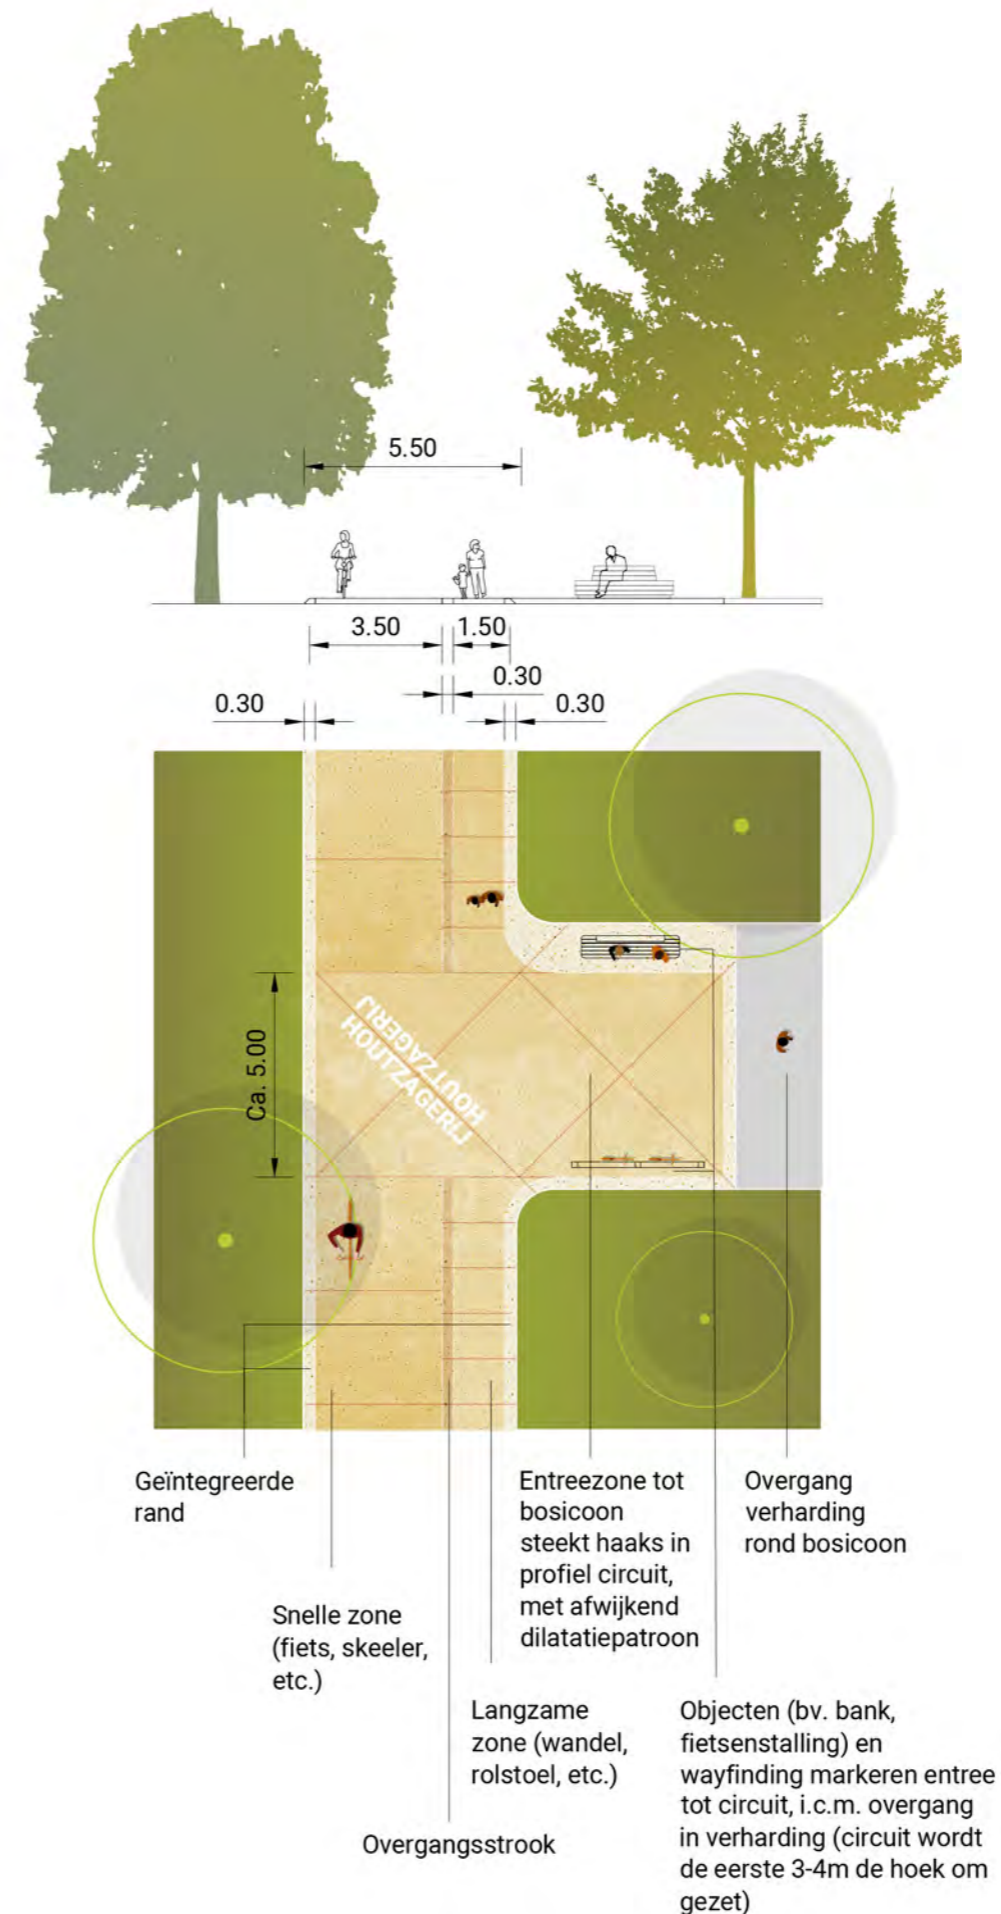 5.50
3.50
1.50
0.30
0.30
0.30
Ca. 5.00
HOUTZAGERIJ
HOUTZAGERIJ
Geïntegreerde
rand
Snelle zone
(fiets, skeeler,
etc.)
Overgangsstrook
Langzame
zone (wandel,
rolstoel, etc.)
Entreezone tot
bosicoon
steekt haaks in
profiel circuit,
met afwijkend
dilatatiepatroon
Overgang
verharding
rond bosicoon
Objecten (bv. bank,
fietsenstalling) en
wayfinding markeren entree
tot circuit, i.c.m. overgang
in verharding (circuit wordt
de eerste 3-4m de hoek om
gezet)